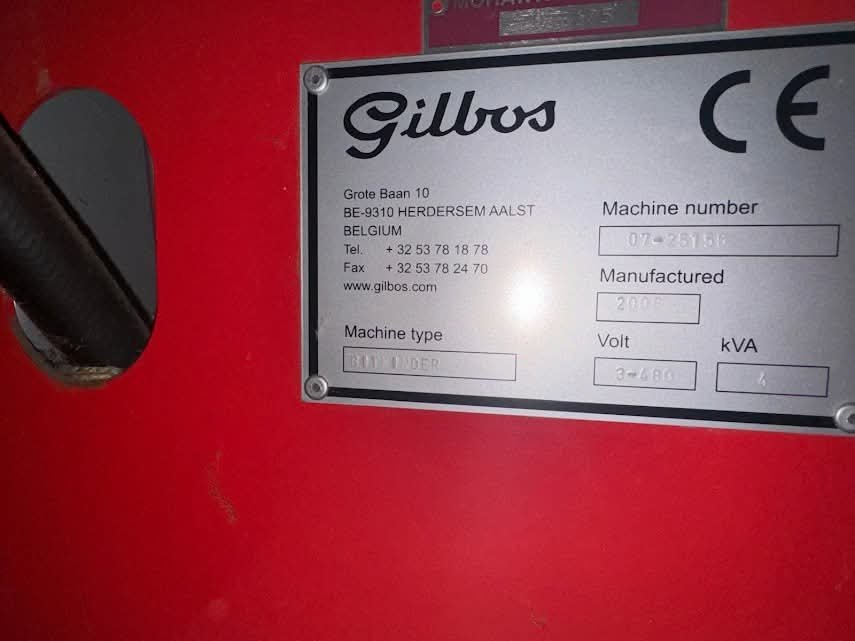 Gilbos
CE
Grote Baan 10
BE-9310 HERDERSEM AALST
BELGIUM
Tel. + 32 53 78 18 78
Fax + 32 53 78 24 70
www.gilbos.com
Machine type
Machine number
Manufactured
Volt
3-480
kVA
4